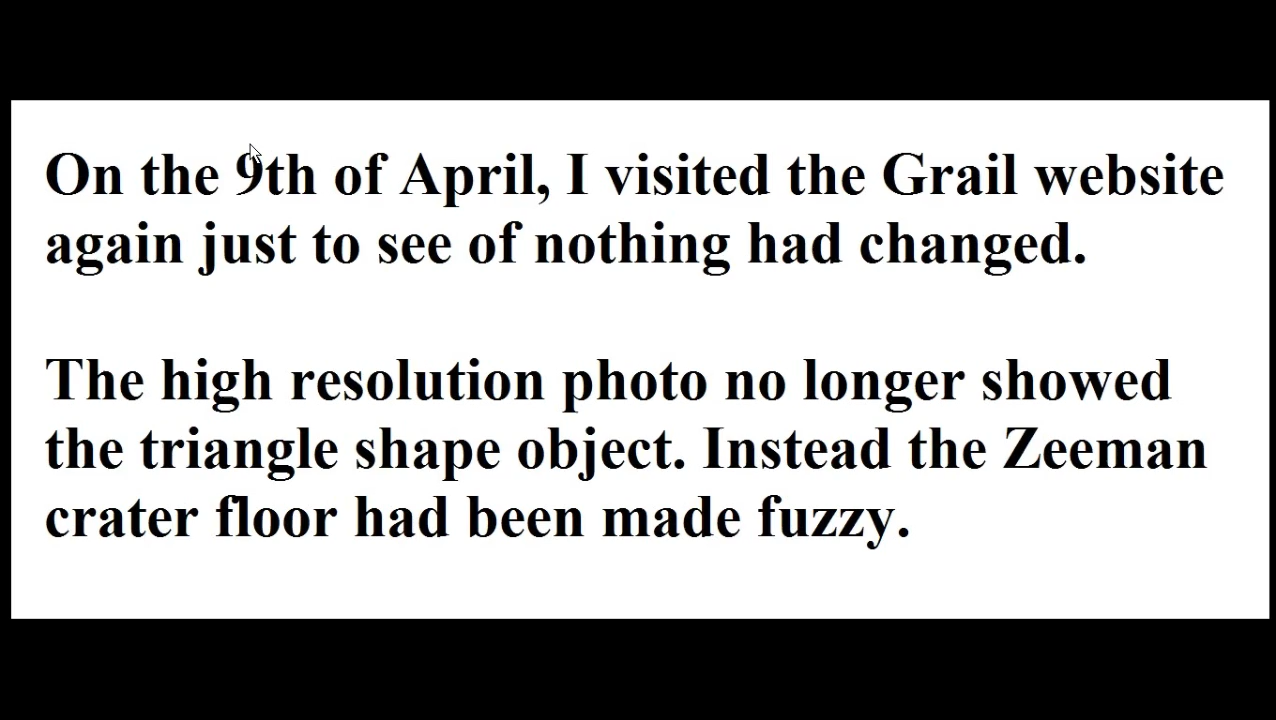 On the 9th of April, I visited the Grail website
again just to see of nothing had changed.
The high resolution photo no longer showed
the triangle shape object. Instead the Zeeman
crater floor had been made fuzzy.